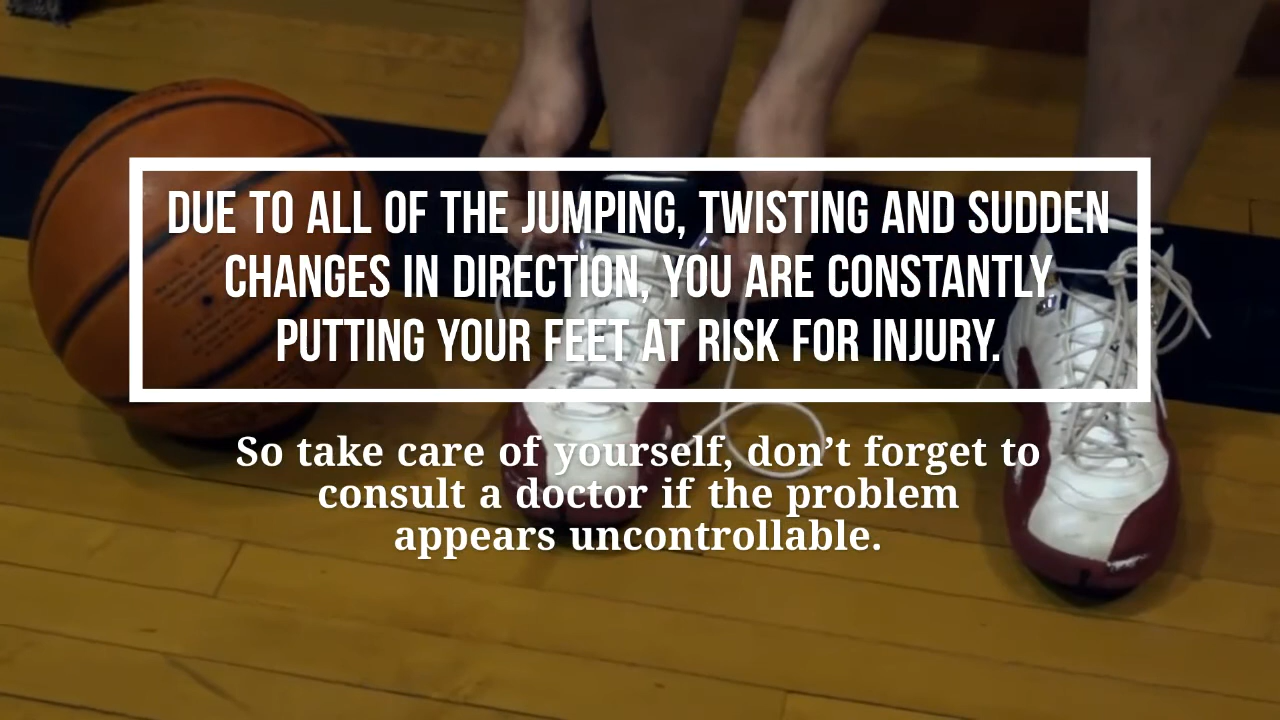 DUE TO ALL OF THE JUMPING, TWISTING AND SUDDEN
CHANGES IN DIRECTION, YOU ARE CONSTANTLY
PUTTING YOUR FEET AT RISK FOR INJURY.
So take care of yourself, don’t forget to
consult a doctor if the problem
appears uncontrollable.